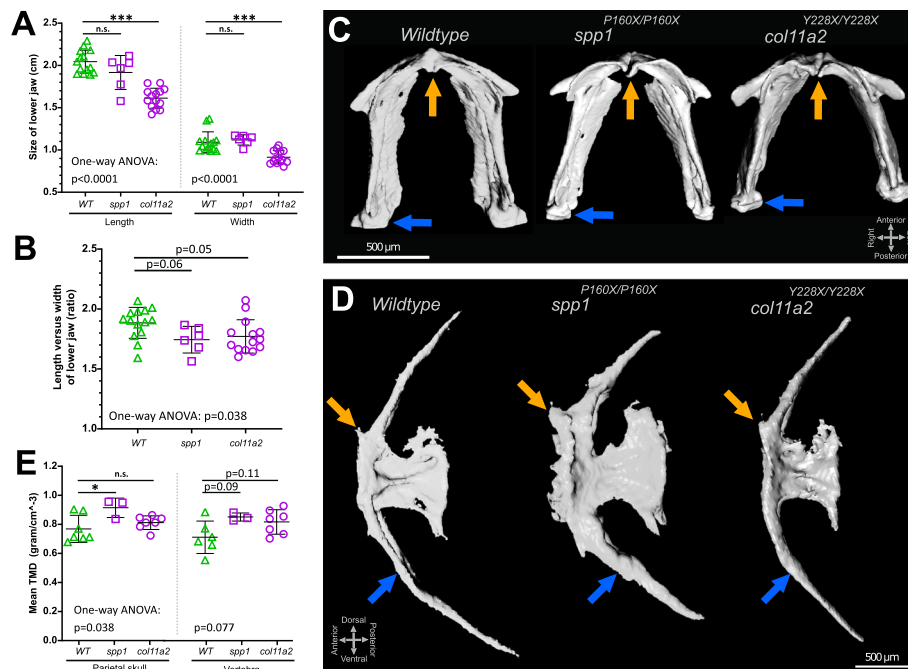 A
Size of lower jaw (cm)
2.5
2.0
1.5
1.0
0.5
***
n.s.
***
n.s.
One-way ANOVA:
p<0.0001
p<0.0001
WT spp1 col11a2 WT spp1 col11a2
Length Width
B
Length versus width
of lower jaw (ratio)
2.5
2.0
1.5
1.0
p=0.05
p=0.06
One-way ANOVA: p=0.038
WT spp1 col11a2
E
Mean TMD (gram/cm^-3)
1.2
1.0
0.8
0.6
0.4
0.2
0.0
n.s.
*
p=0.11
p=0.09
One-way ANOVA:
p=0.038
p=0.077
WT spp1 col11a2 WT spp1 col11a2
Parietal skull Vertebra
C
Wildtype
spp1 P160X/P160X
col11a2 Y228X/Y228X
500 µm
Anterior
Right
Posterior
D
Wildtype
spp1 P160X/P160X
col11a2 Y228X/Y228X
Dorsal
Anterior
Posterior
Ventral
500 µm